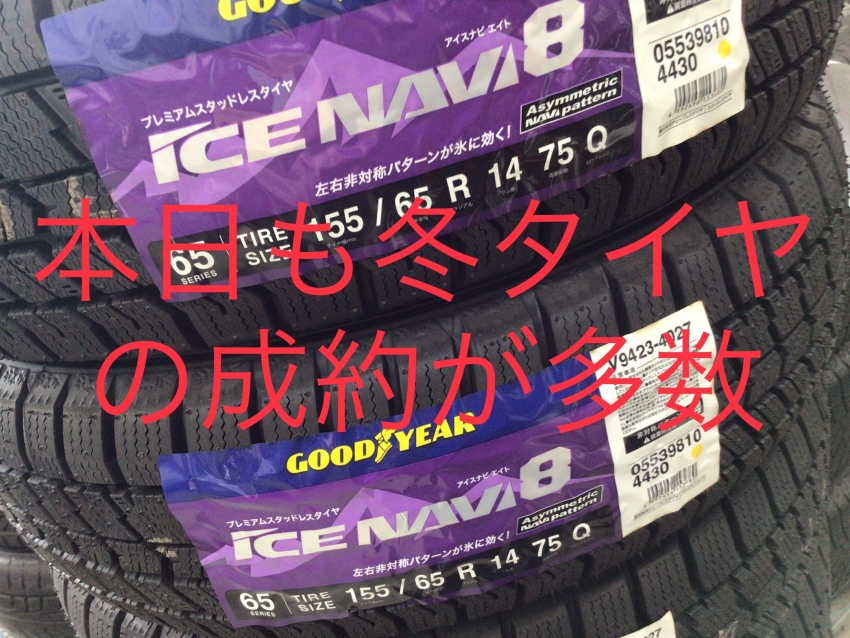 GOODYEAR
アイスナビ エイト
プレミアムスタッドレスタイヤ
ICE NAVI 8
Asymmetric
NAVI pattern
左右非対称パターンが氷に効く!
65
SERIES
TIRE
SIZE
155 / 65 R 14 75 Q
05539810
4430
本日も冬タイヤ
の成約が多数
V9423-4027
GOODYEAR
アイスナビ エイト
プレミアムスタッドレスタイヤ
ICE NAVI 8
Asymmetric
NAVI pattern
左右非対称パターンが氷に効く!
65
SERIES
TIRE
SIZE
155 / 65 R 14 75 Q
05539810
4430